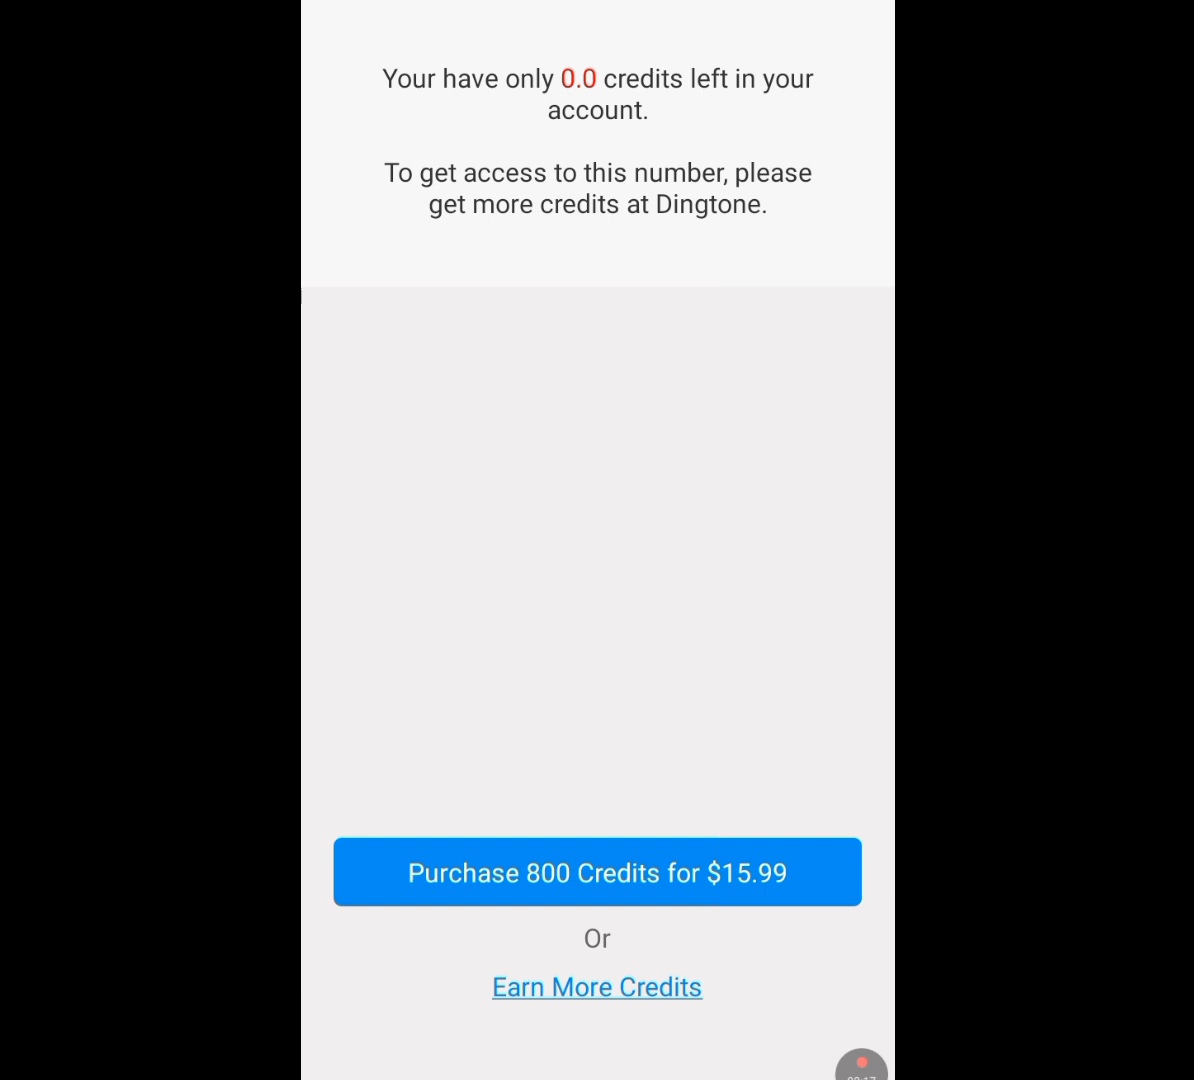 Your have only 0.0 credits left in your
account.
To get access to this number, please
get more credits at Dingtone.
Purchase 800 Credits for $15.99
Or
Earn More Credits